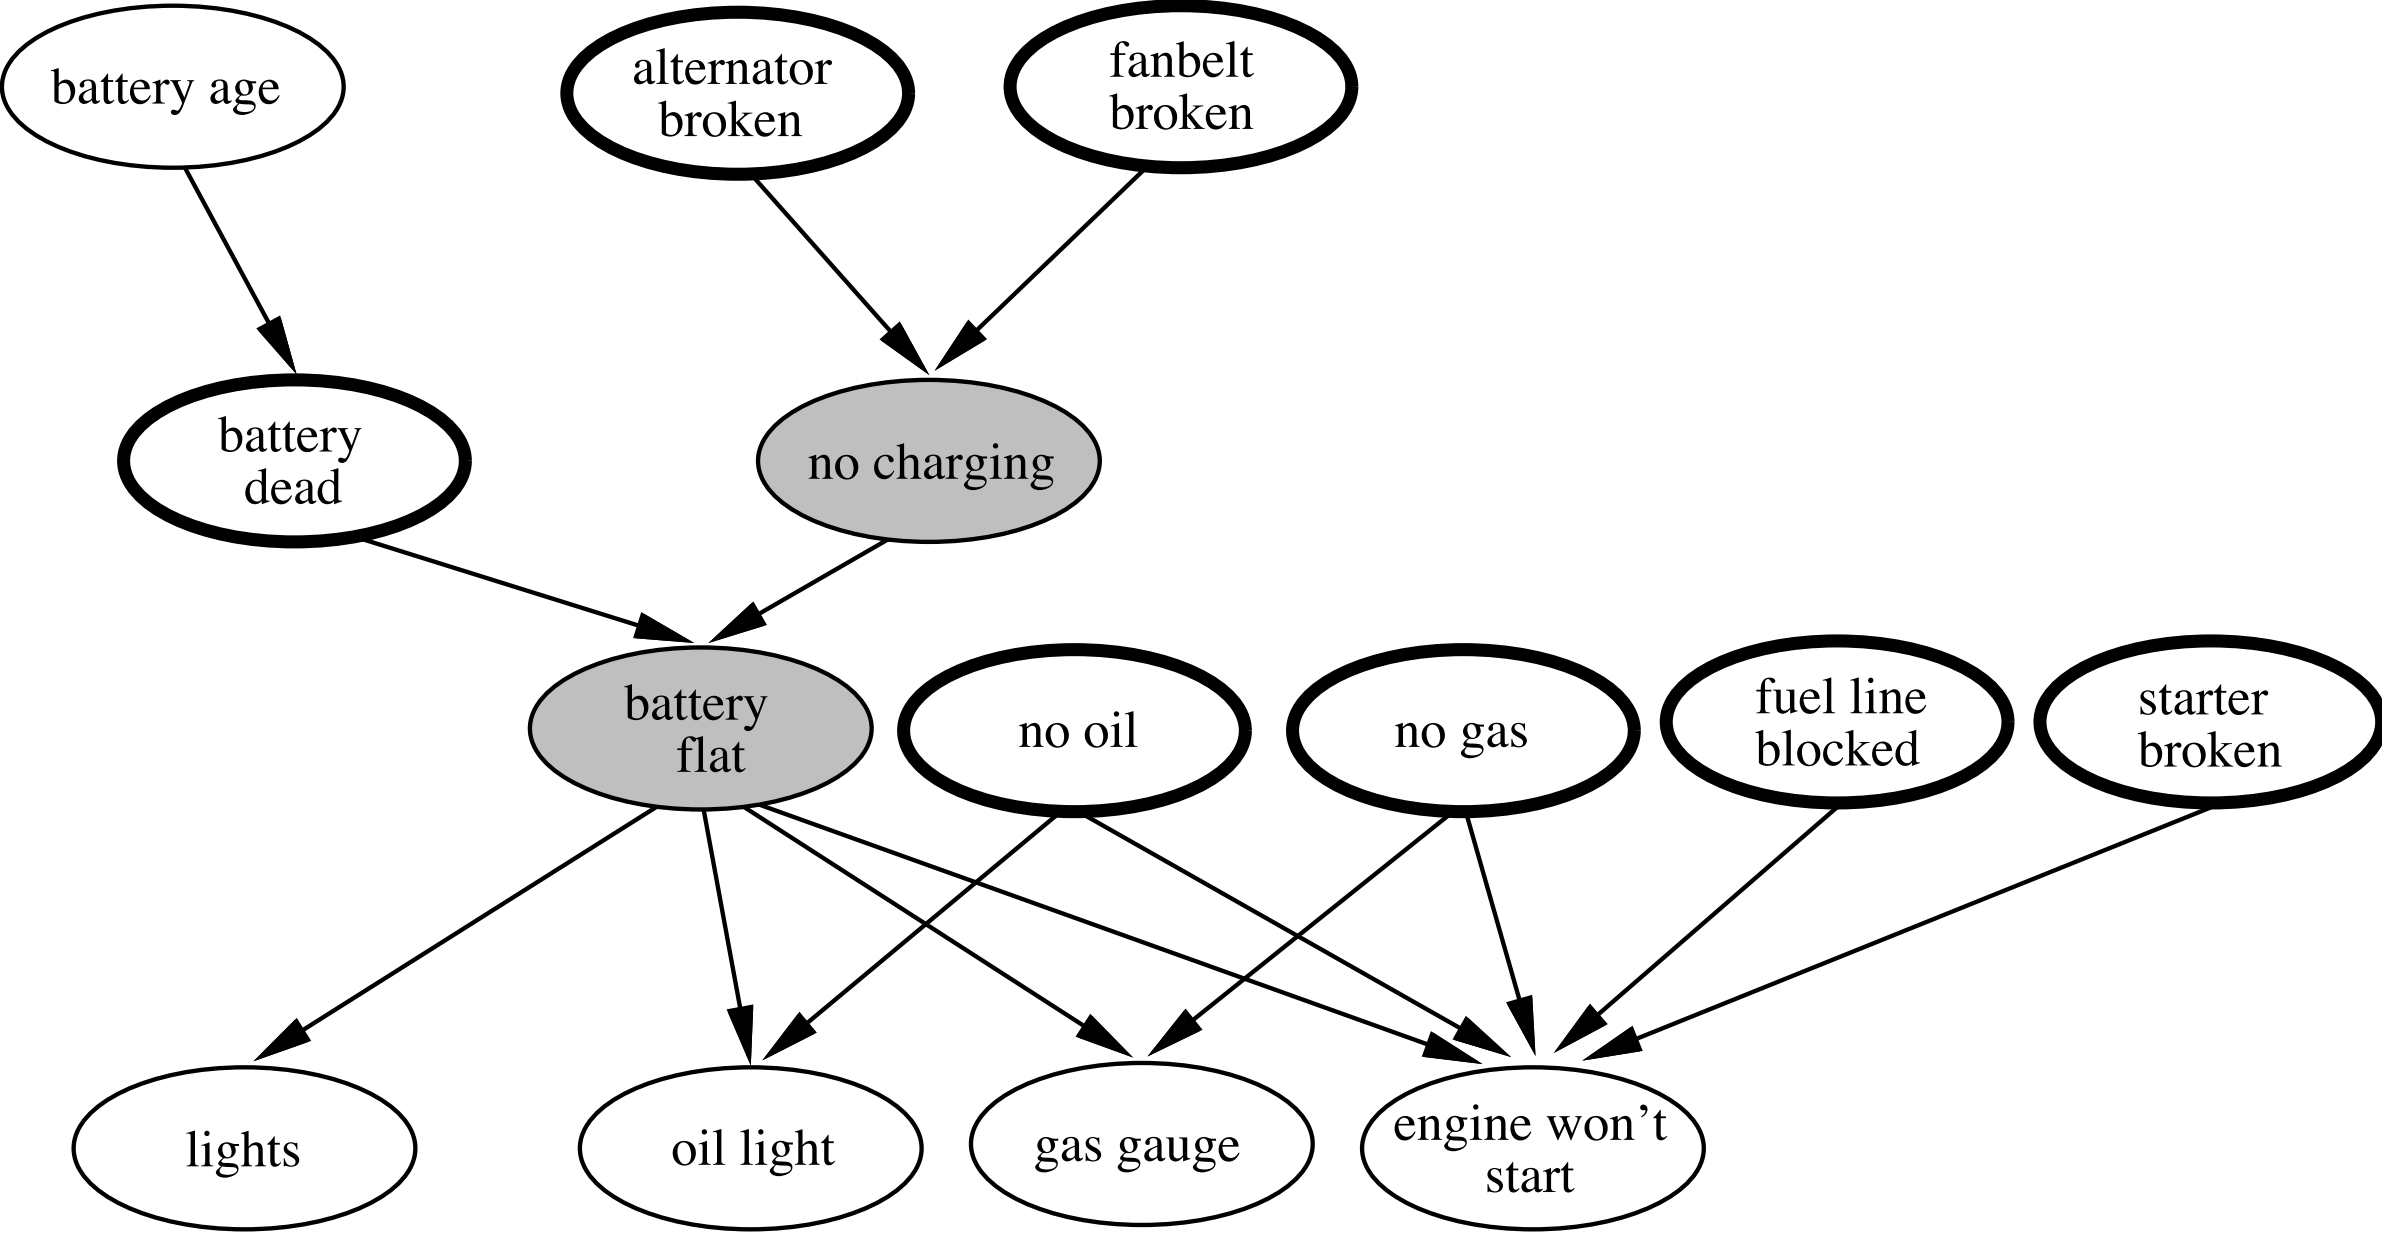 battery age
alternator
broken
fanbelt
broken
battery
dead
no charging
battery
flat
no oil
no gas
fuel line
blocked
starter
broken
lights
oil light
gas gauge
engine won't
start